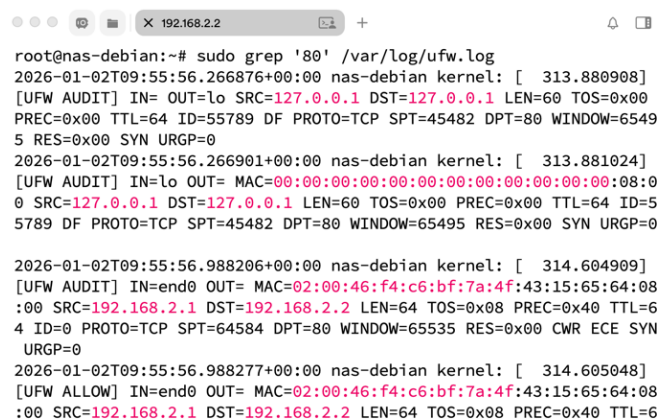 192.168.2.2
root@nas-debian:~# sudo grep '80' /var/log/ufw.log
2026-01-02T09:55:56.266876+00:00 nas-debian kernel: [  313.880908]
[UFW AUDIT] IN= OUT=lo SRC=127.0.0.1 DST=127.0.0.1 LEN=60 TOS=0x00
PREC=0x00 TTL=64 ID=55789 DF PROTO=TCP SPT=45482 DPT=80 WINDOW=6549
5 RES=0x00 SYN URGP=0
2026-01-02T09:55:56.266901+00:00 nas-debian kernel: [  313.881024]
[UFW AUDIT] IN=lo OUT= MAC=00:00:00:00:00:00:00:00:00:00:00:00:08:0
0 SRC=127.0.0.1 DST=127.0.0.1 LEN=60 TOS=0x00 PREC=0x00 TTL=64 ID=5
5789 DF PROTO=TCP SPT=45482 DPT=80 WINDOW=65495 RES=0x00 SYN URGP=0
2026-01-02T09:55:56.988206+00:00 nas-debian kernel: [  314.604909]
[UFW AUDIT] IN=end0 OUT= MAC=02:00:46:f4:c6:bf:7a:4f:43:15:65:64:08
:00 SRC=192.168.2.1 DST=192.168.2.2 LEN=64 TOS=0x08 PREC=0x40 TTL=6
4 ID=0 PROTO=TCP SPT=64584 DPT=80 WINDOW=65535 RES=0x00 CWR ECE SYN
URGP=0
2026-01-02T09:55:56.988277+00:00 nas-debian kernel: [  314.605048]
[UFW ALLOW] IN=end0 OUT= MAC=02:00:46:f4:c6:bf:7a:4f:43:15:65:64:08
:00 SRC=192.168.2.1 DST=192.168.2.2 LEN=64 TOS=0x08 PREC=0x40 TTL=6